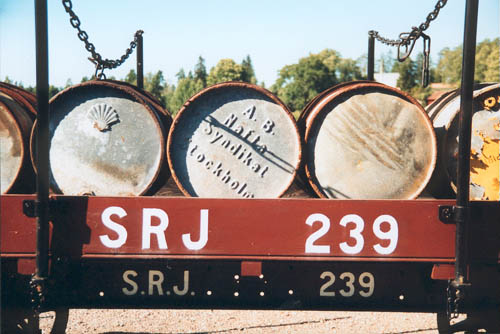 A.B.
Nafta
Syndikat
Stockholm
SRJ 239
S.R.J. 239